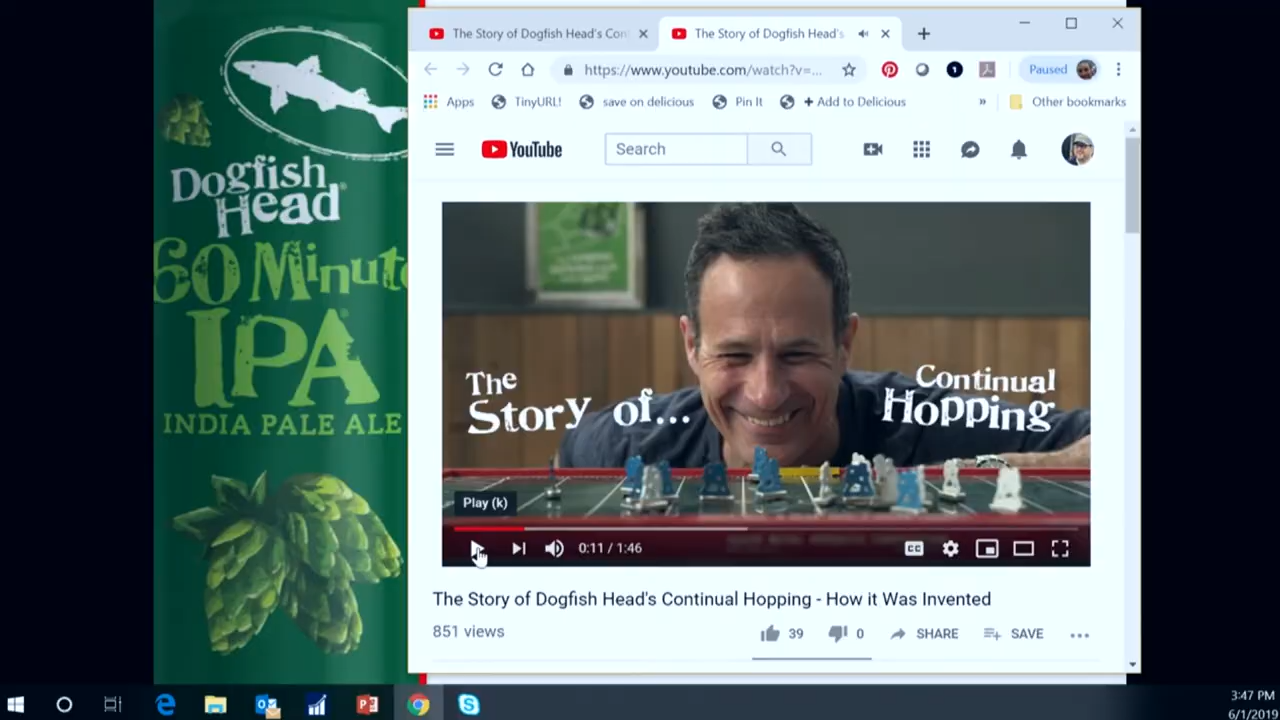 Dogfish
Head
60 Minut
IPA
INDIA PALE ALE
The Story of Dogfish Head's Con
The Story of Dogfish Head's
https://www.youtube.com/watch?v=...
1
Paused
Apps
TinyURL!
save on delicious
Pin It
+ Add to Delicious
»
Other bookmarks
YouTube
Search
The
Story of...
Continual
Hopping
Play (k)
0:11 / 1:46
CC
The Story of Dogfish Head's Continual Hopping - How it Was Invented
851 views
39
0
SHARE
SAVE
3:47 PM
6/1/2019